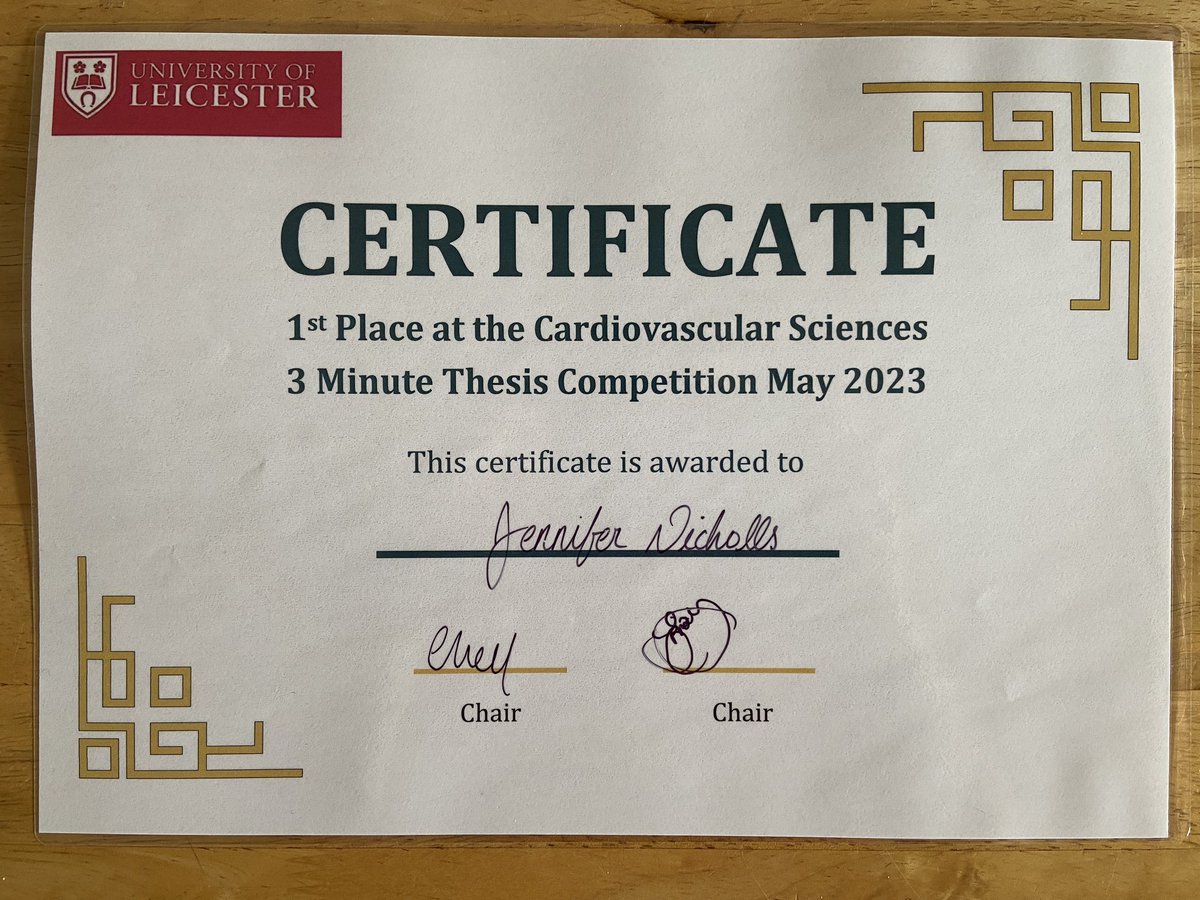 UNIVERSITY OF
LEICESTER
CERTIFICATE
1st Place at the Cardiovascular Sciences
3 Minute Thesis Competition May 2023
This certificate is awarded to
Jennifer Nicholls
Chair
Chair